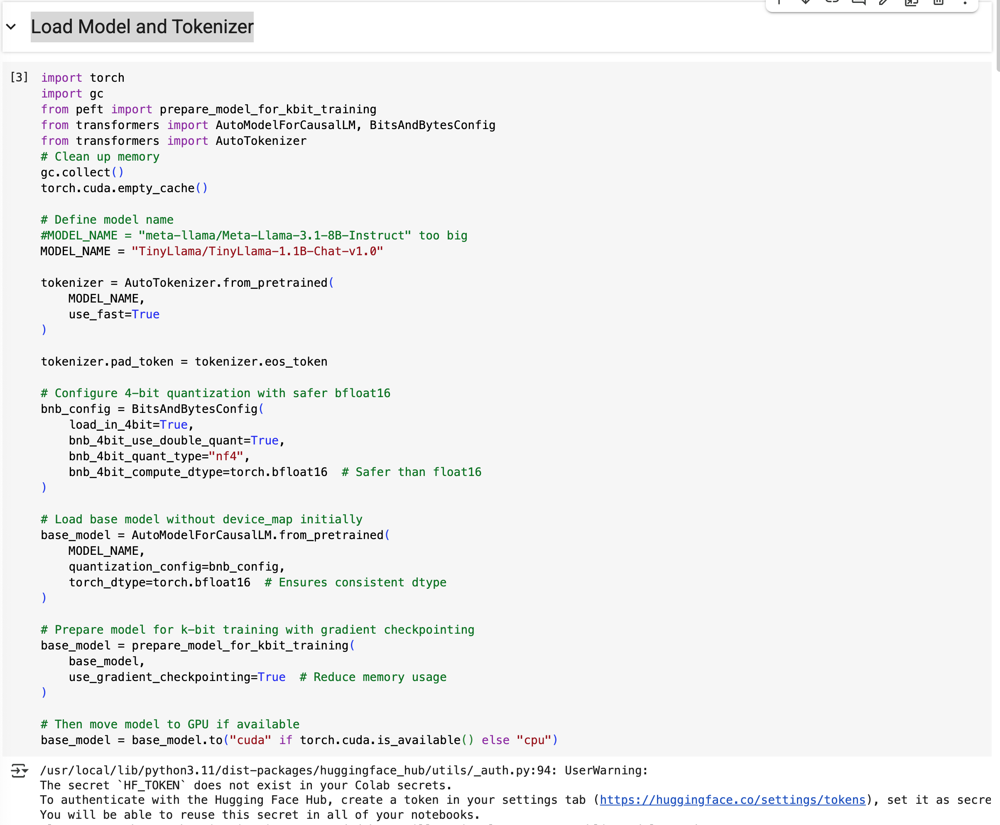 Load Model and Tokenizer
[3]
import torch
import gc
from peft import prepare_model_for_kbit_training
from transformers import AutoModelForCausalLM, BitsAndBytesConfig
from transformers import AutoTokenizer
# Clean up memory
gc.collect()
torch.cuda.empty_cache()
# Define model name
#MODEL_NAME = "meta-llama/Meta-Llama-3.1-8B-Instruct" too big
MODEL_NAME = "TinyLlama/TinyLlama-1.1B-Chat-v1.0"
tokenizer = AutoTokenizer.from_pretrained(
    MODEL_NAME,
    use_fast=True
)
tokenizer.pad_token = tokenizer.eos_token
# Configure 4-bit quantization with safer bfloat16
bnb_config = BitsAndBytesConfig(
    load_in_4bit=True,
    bnb_4bit_use_double_quant=True,
    bnb_4bit_quant_type="nf4",
    bnb_4bit_compute_dtype=torch.bfloat16  # Safer than float16
)
# Load base model without device_map initially
base_model = AutoModelForCausalLM.from_pretrained(
    MODEL_NAME,
    quantization_config=bnb_config,
    torch_dtype=torch.bfloat16  # Ensures consistent dtype
)
# Prepare model for k-bit training with gradient checkpointing
base_model = prepare_model_for_kbit_training(
    base_model,
    use_gradient_checkpointing=True  # Reduce memory usage
)
# Then move model to GPU if available
base_model = base_model.to("cuda" if torch.cuda.is_available() else "cpu")
/usr/local/lib/python3.11/dist-packages/huggingface_hub/utils/_auth.py:94: UserWarning:
The secret `HF_TOKEN` does not exist in your Colab secrets.
To authenticate with the Hugging Face Hub, create a token in your settings tab (https://huggingface.co/settings/tokens), set it as secre
You will be able to reuse this secret in all of your notebooks.